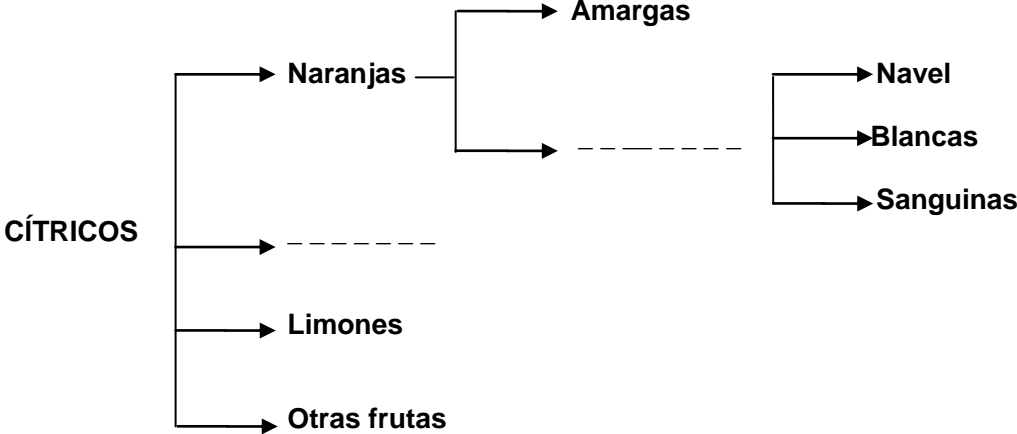 Amargas
Naranjas
Navel
_ _ _ _ _ _ _ _
Blancas
Sanguinas
CÍTRICOS
_ _ _ _ _ _ _
Limones
Otras frutas